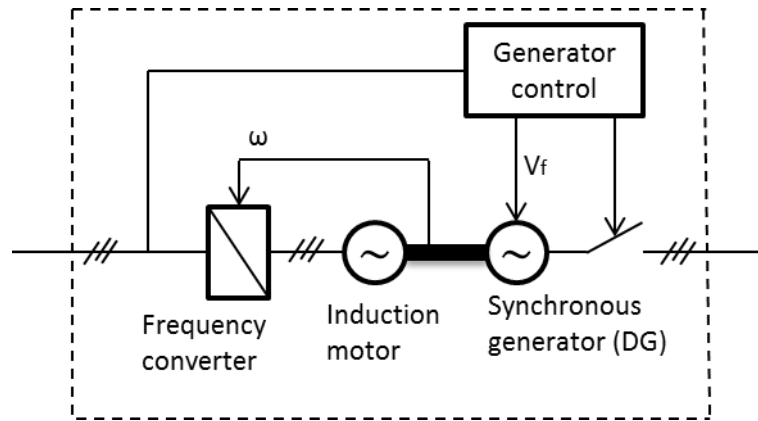 Generator
control
ω
Vf
Frequency
converter
Induction
motor
Synchronous
generator (DG)